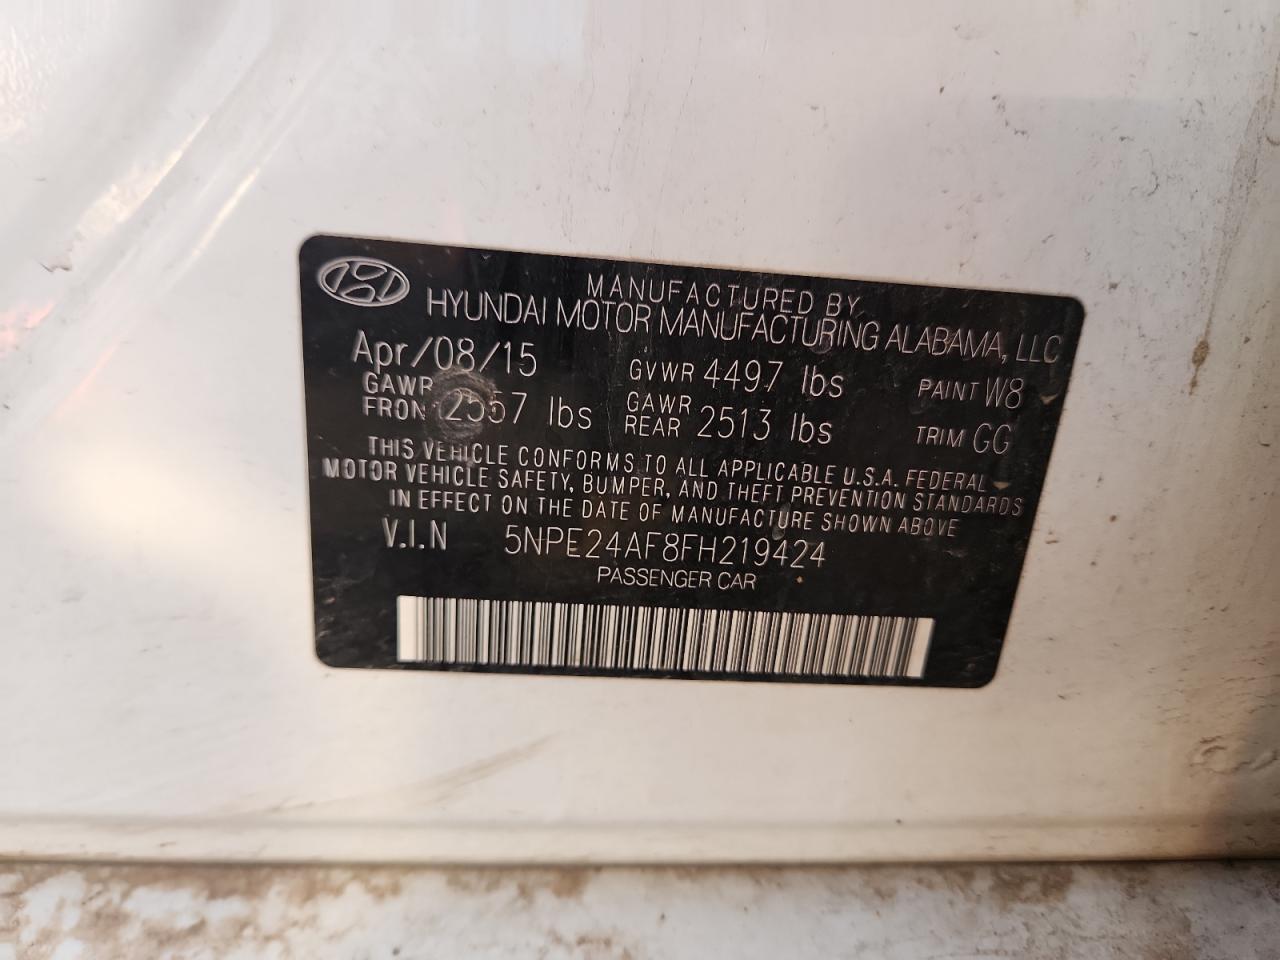 MANUFACTURED BY
HYUNDAI MOTOR MANUFACTURING ALABAMA, LLC
Apr/08/15 GVWR 4497 lbs PAINT W8
GAWR FRONT 2557 lbs GAWR REAR 2513 lbs TRIM GG
THIS VEHICLE CONFORMS TO ALL APPLICABLE U.S.A. FEDERAL
MOTOR VEHICLE SAFETY, BUMPER, AND THEFT PREVENTION STANDARDS
IN EFFECT ON THE DATE OF MANUFACTURE SHOWN ABOVE
V.I.N 5NPE24AF8FH219424
PASSENGER CAR